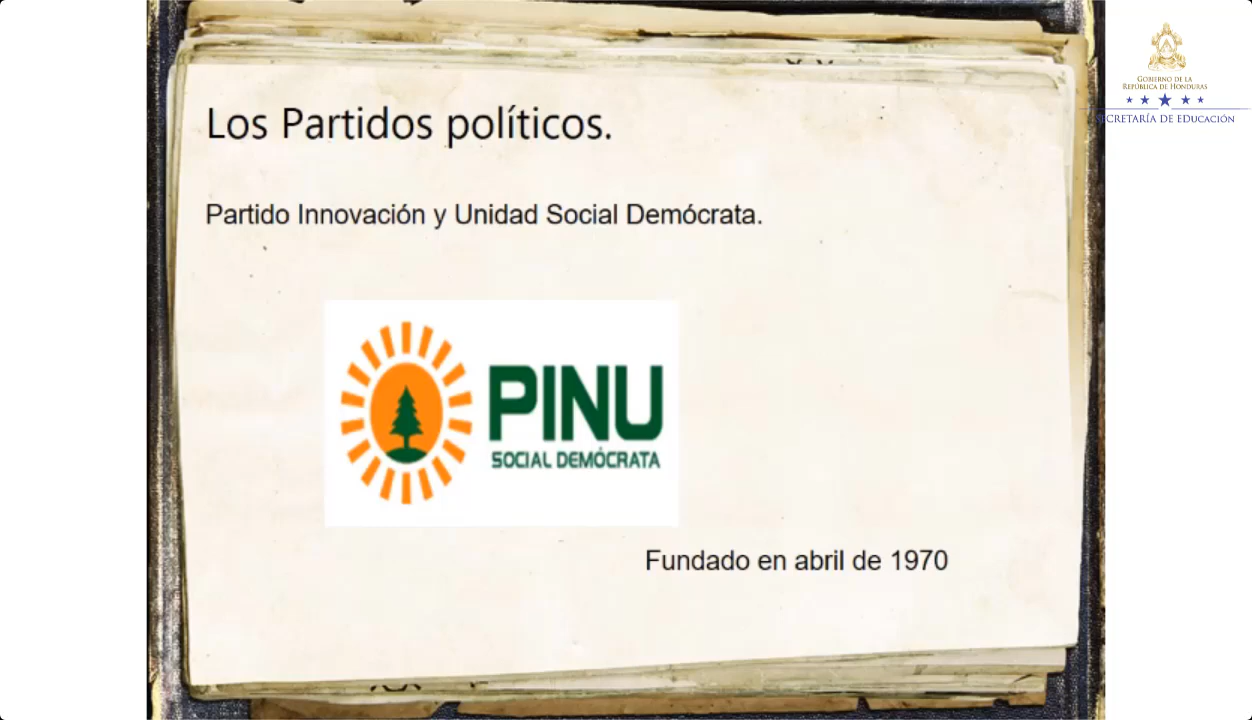 Los Partidos políticos.
GOBIERNO DE LA
REPÚBLICA DE HONDURAS
SECRETARÍA DE EDUCACIÓN
Partido Innovación y Unidad Social Demócrata.
PINU
SOCIAL DEMÓCRATA
Fundado en abril de 1970